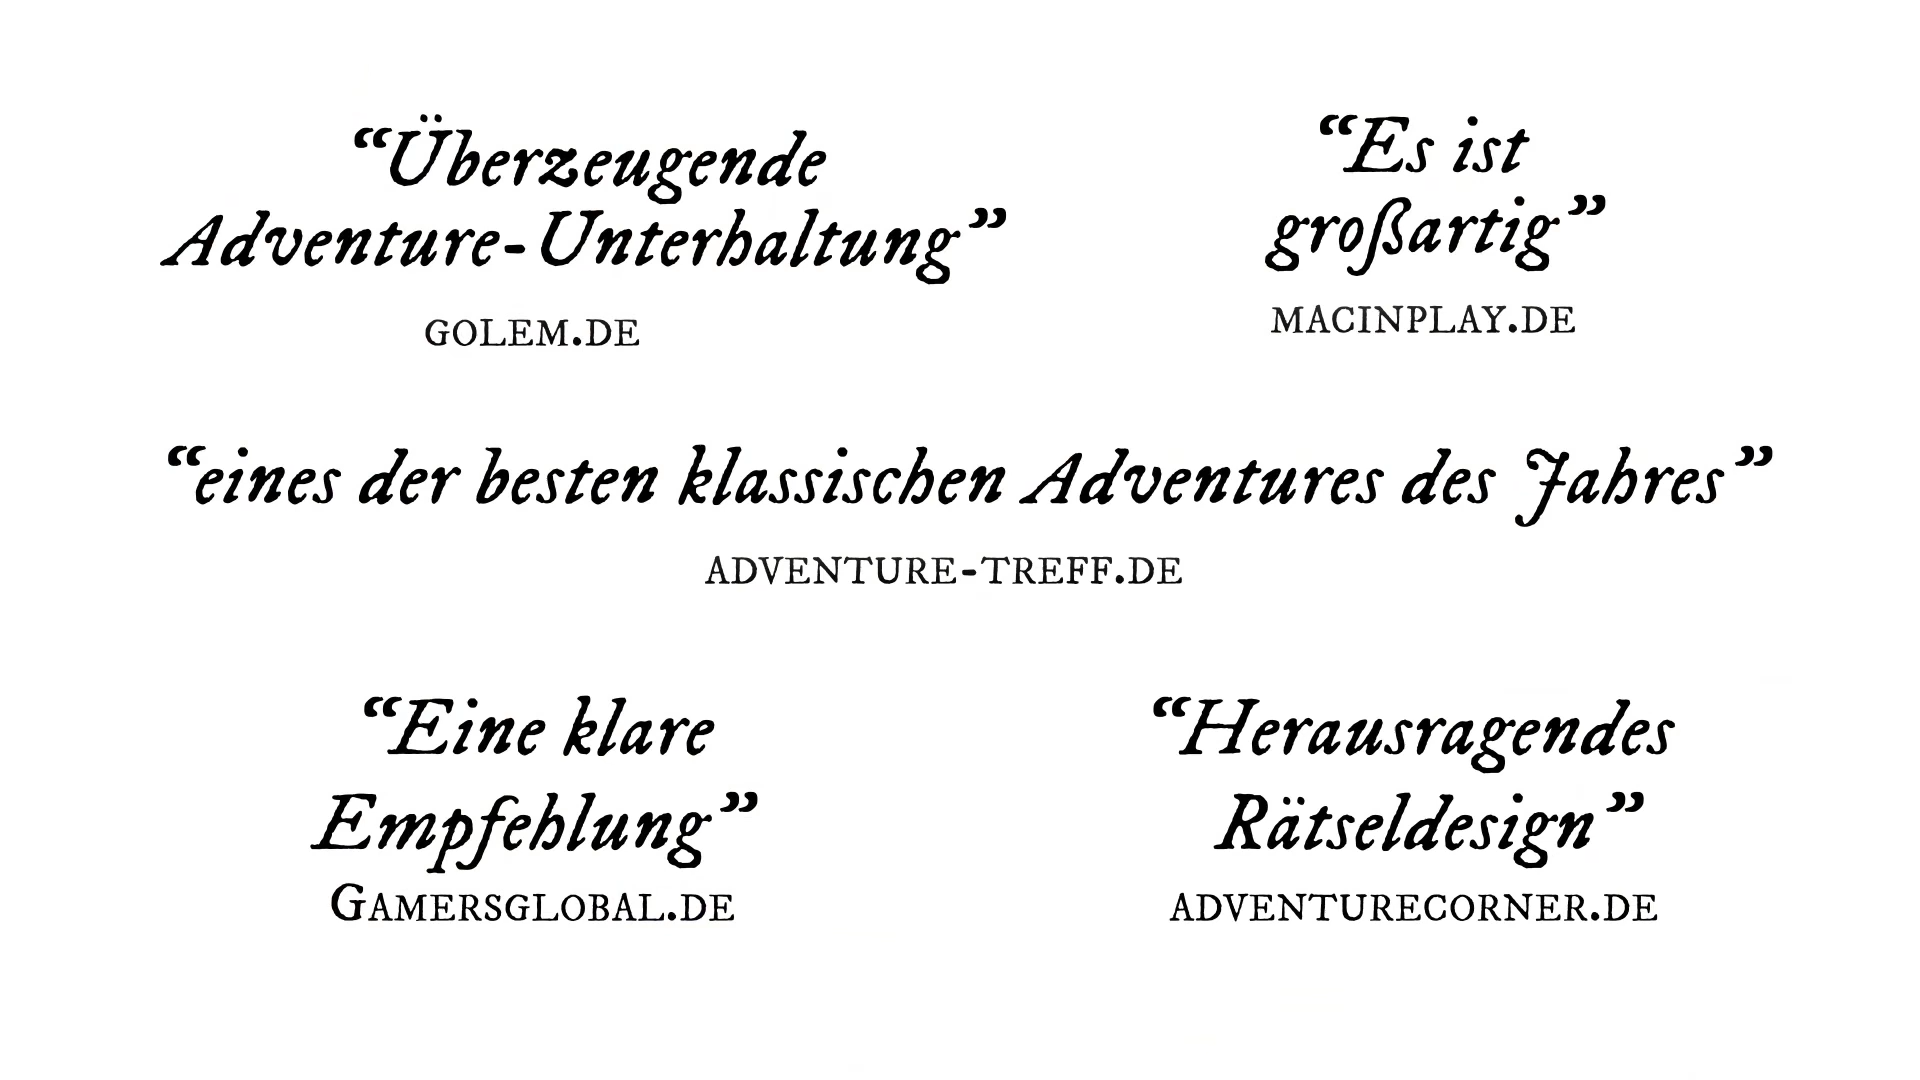 “Überzeugende
Adventure-Unterhaltung”
GOLEM.DE
“Es ist
großartig”
MACINPLAY.DE
“eines der besten klassischen Adventures des Jahres”
ADVENTURE-TREFF.DE
“Eine klare
Empfehlung”
GAMERSGLOBAL.DE
“Herausragendes
Rätseldesign”
ADVENTURECORNER.DE